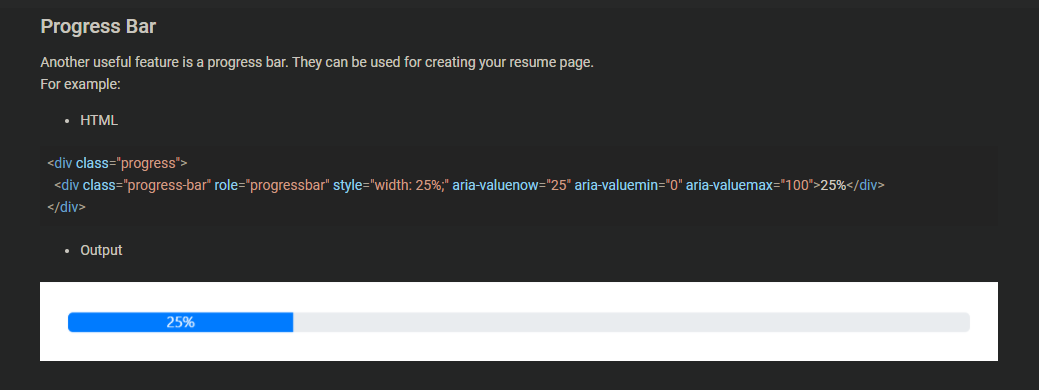 Progress Bar
Another useful feature is a progress bar. They can be used for creating your resume page.
For example:
• HTML
<div class="progress">
  <div class="progress-bar" role="progressbar" style="width: 25%;" aria-valuenow="25" aria-valuemin="0" aria-valuemax="100">25%</div>
</div>
• Output
25%